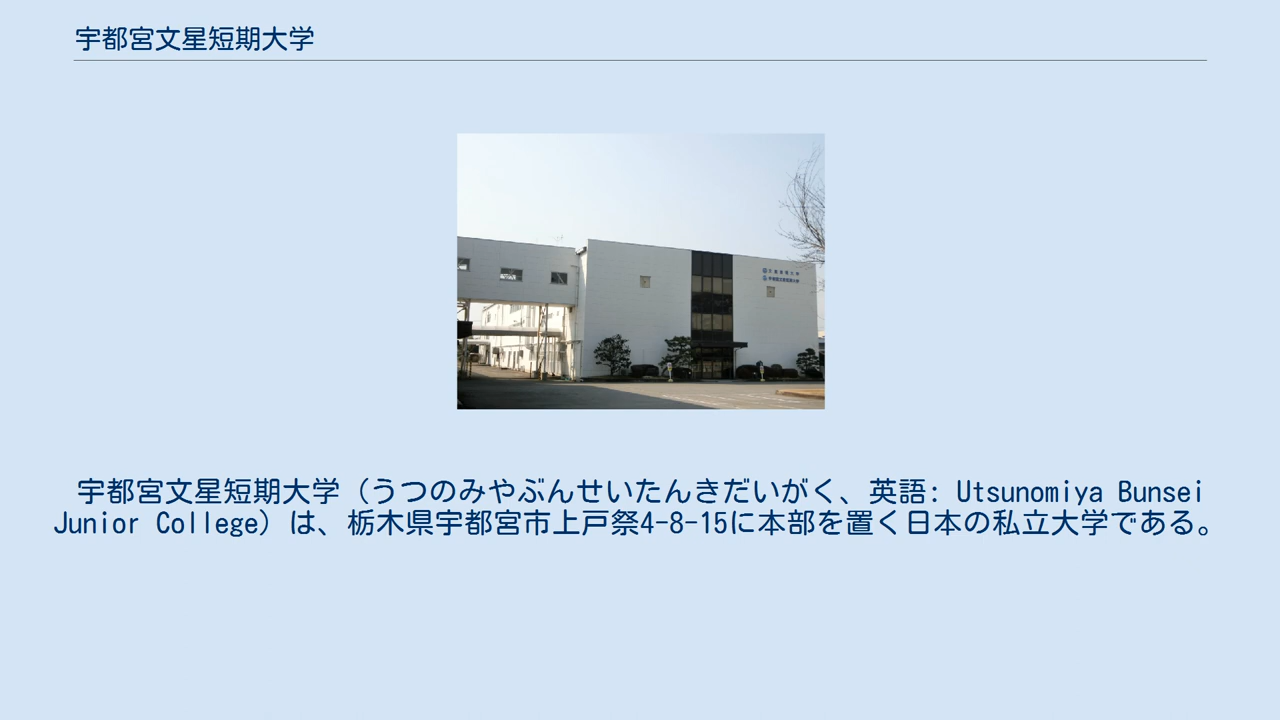 宇都宮文星短期大学
宇都宮文星短期大学（うつのみやぶんせいたんきだいがく、英語: Utsunomiya Bunsei
Junior College）は、栃木県宇都宮市上戸祭4-8-15に本部を置く日本の私立大学である。